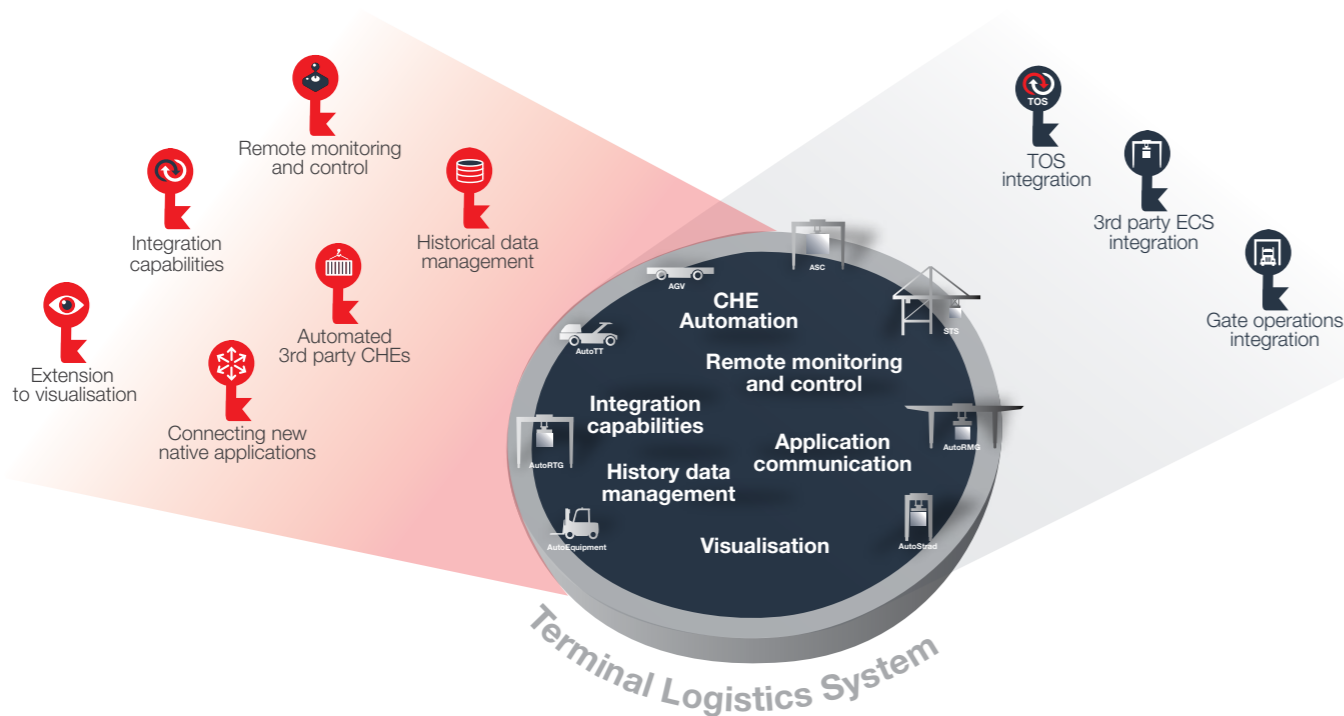 Remote monitoring
and control
Integration
capabilities
Historical data
management
Automated
3rd party CHEs
Extension
to visualisation
Connecting new
native applications
TOS
TOS
integration
3rd party ECS
integration
Gate operations
integration
ASC
AGV
STS
AutoTT
AutoRTG
AutoRMG
AutoEquipment
AutoStrad
CHE
Automation
Remote monitoring
and control
Integration
capabilities
Application
communication
History data
management
Visualisation
Terminal Logistics System